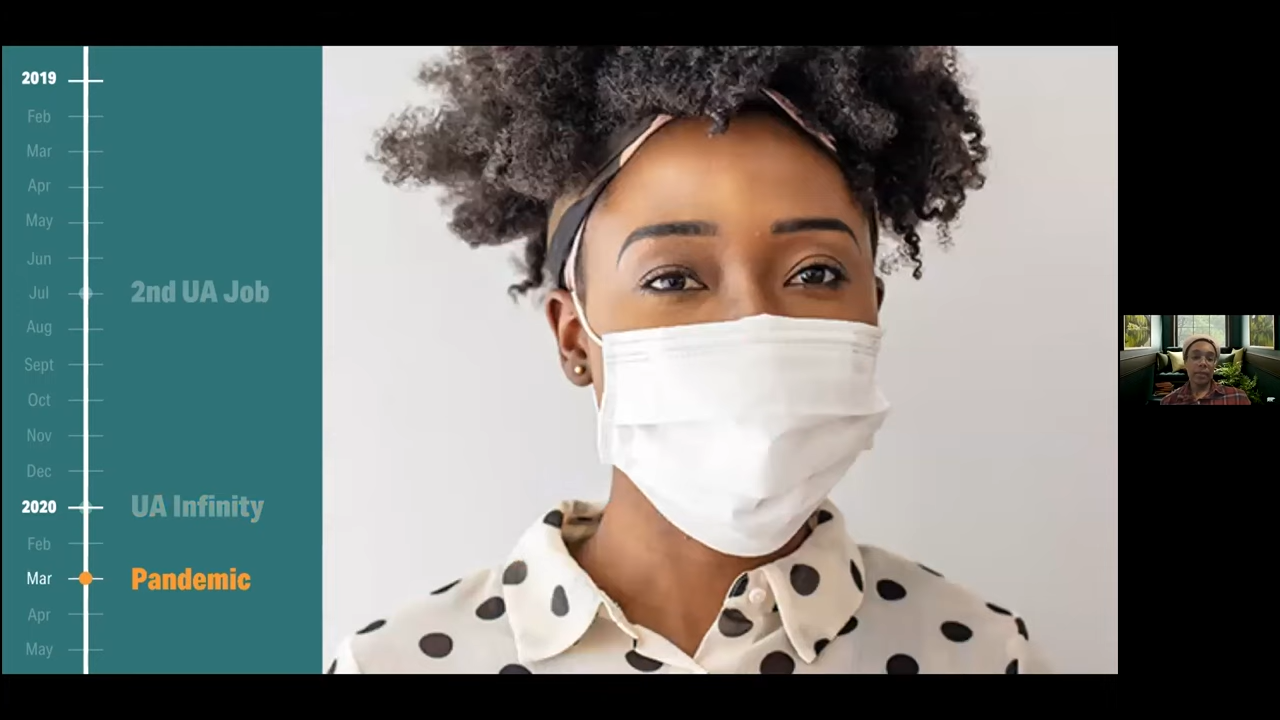 2019
Feb
Mar
Apr
May
Jun
Jul
2nd UA Job
Aug
Sept
Oct
Nov
Dec
2020
UA Infinity
Feb
Mar
Pandemic
Apr
May